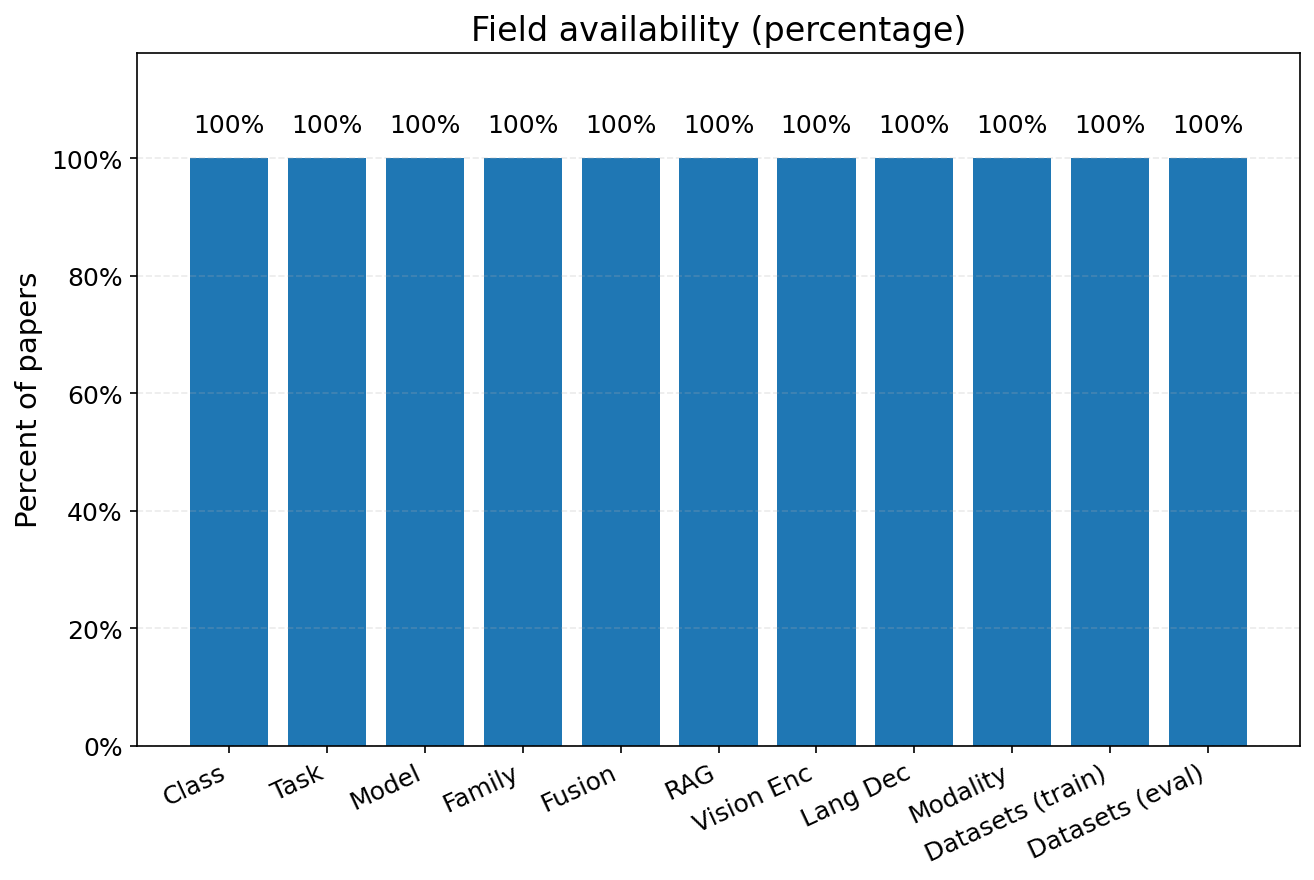 Field availability (percentage)
100% 100% 100% 100% 100% 100% 100% 100% 100% 100% 100%
100%
80%
60%
40%
20%
0%
Percent of papers
Class Task Model Family Fusion RAG Vision Enc Lang Dec Modality Datasets (train) Datasets (eval)